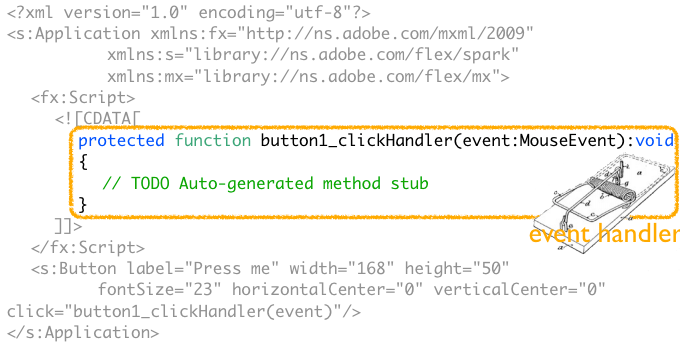 <?xml version="1.0" encoding="utf-8"?>
<s:Application xmlns:fx="http://ns.adobe.com/mxml/2009"
xmlns:s="library://ns.adobe.com/flex/spark"
xmlns:mx="library://ns.adobe.com/flex/mx">
<fx:Script>
<![CDATA[
protected function button1_clickHandler(event:MouseEvent):void
{
// TODO Auto-generated method stub
}
event handler
]]>
</fx:Script>
<s:Button label="Press me" width="168" height="50"
fontSize="23" horizontalCenter="0" verticalCenter="0"
click="button1_clickHandler(event)"/>
</s:Application>